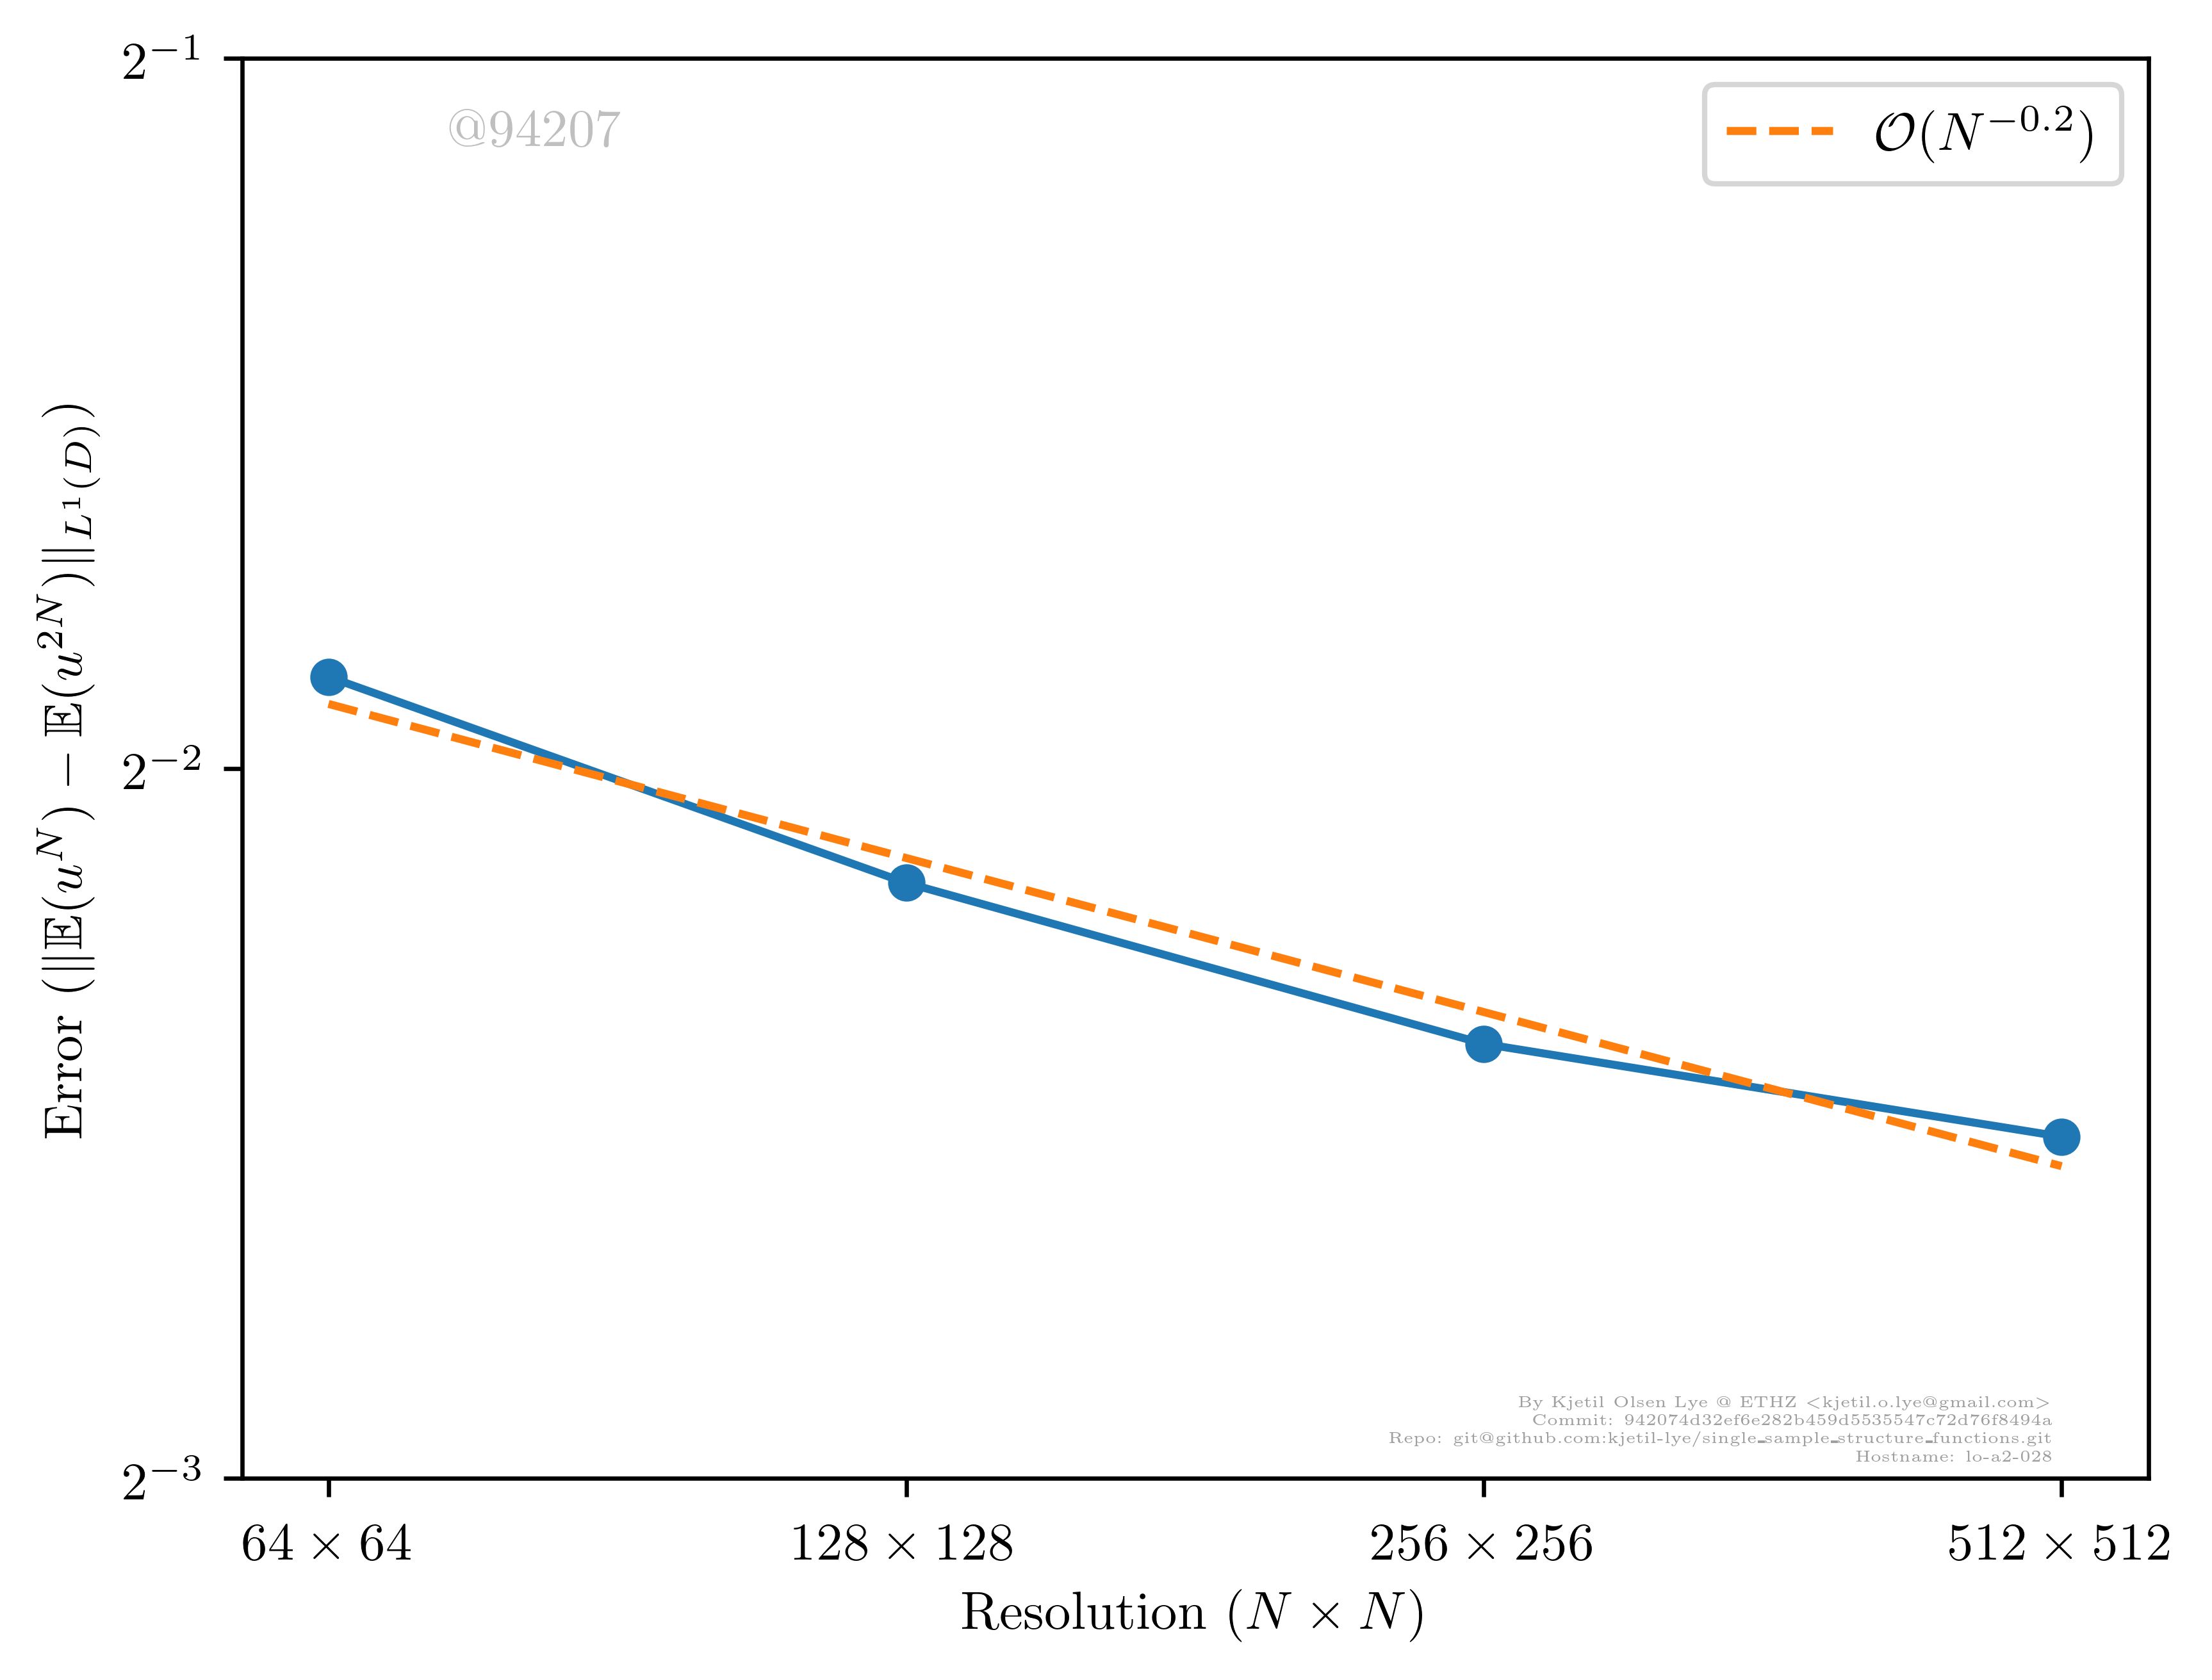 2⁻¹
@94207
𝒪(N⁻⁰·²)
Error (‖𝔼(u^N) − 𝔼(u^{2N})‖_{L¹(D)})
2⁻²
2⁻³
By Kjetil Olsen Lye @ ETHZ <kjetil.o.lye@gmail.com>
Commit: 942074d32ef6e282b459d5535547c72d76f8494a
Repo: git@github.com:kjetil-lye/single_sample_structure_functions.git
Hostname: lo-a2-028
64 × 64 128 × 128 256 × 256 512 × 512
Resolution (N × N)